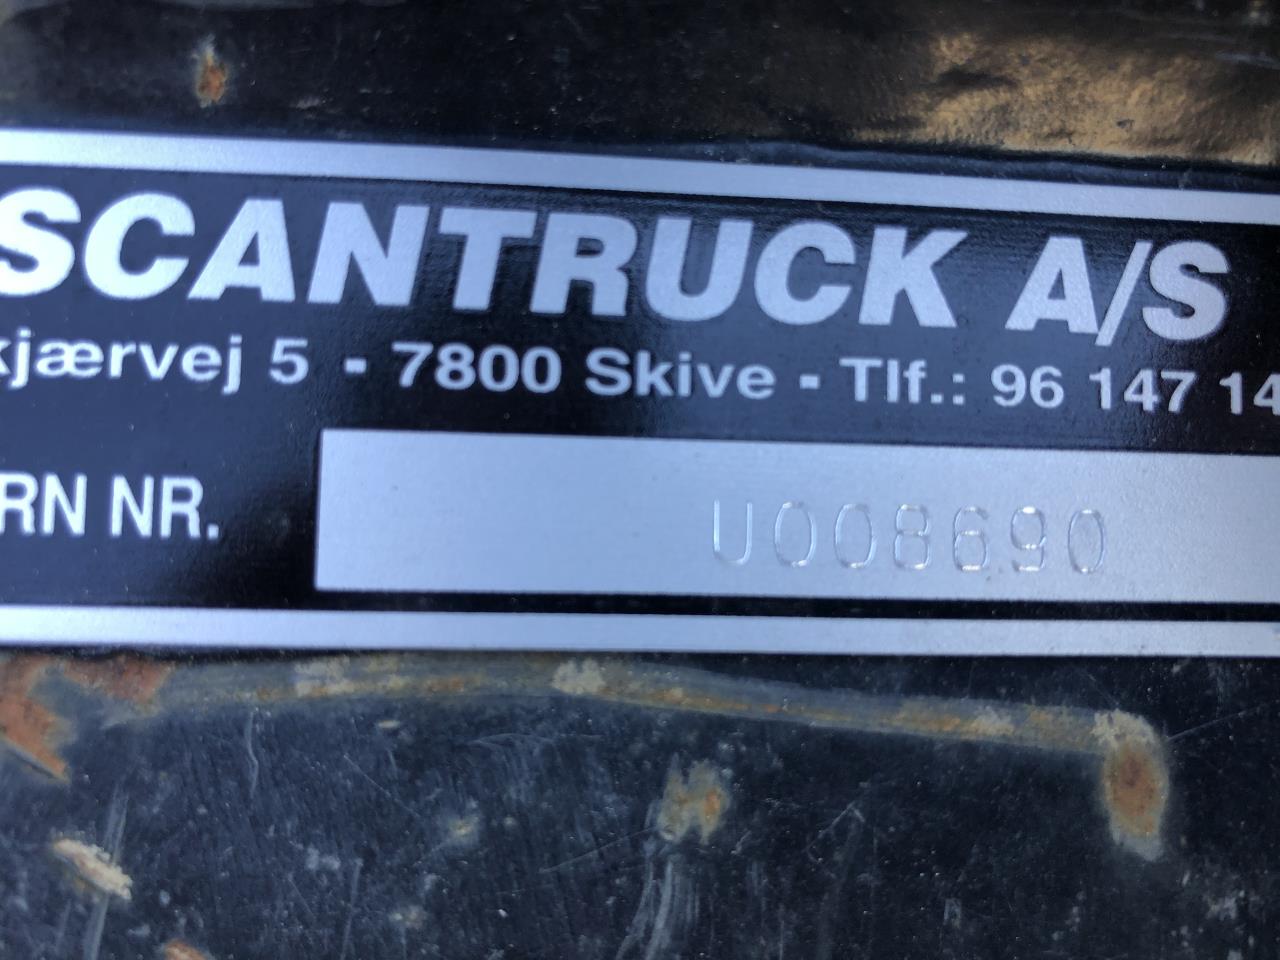 SCANTRUCK A/S
kjærvej 5 - 7800 Skive - Tlf.: 96 147 14
RN NR. U008690